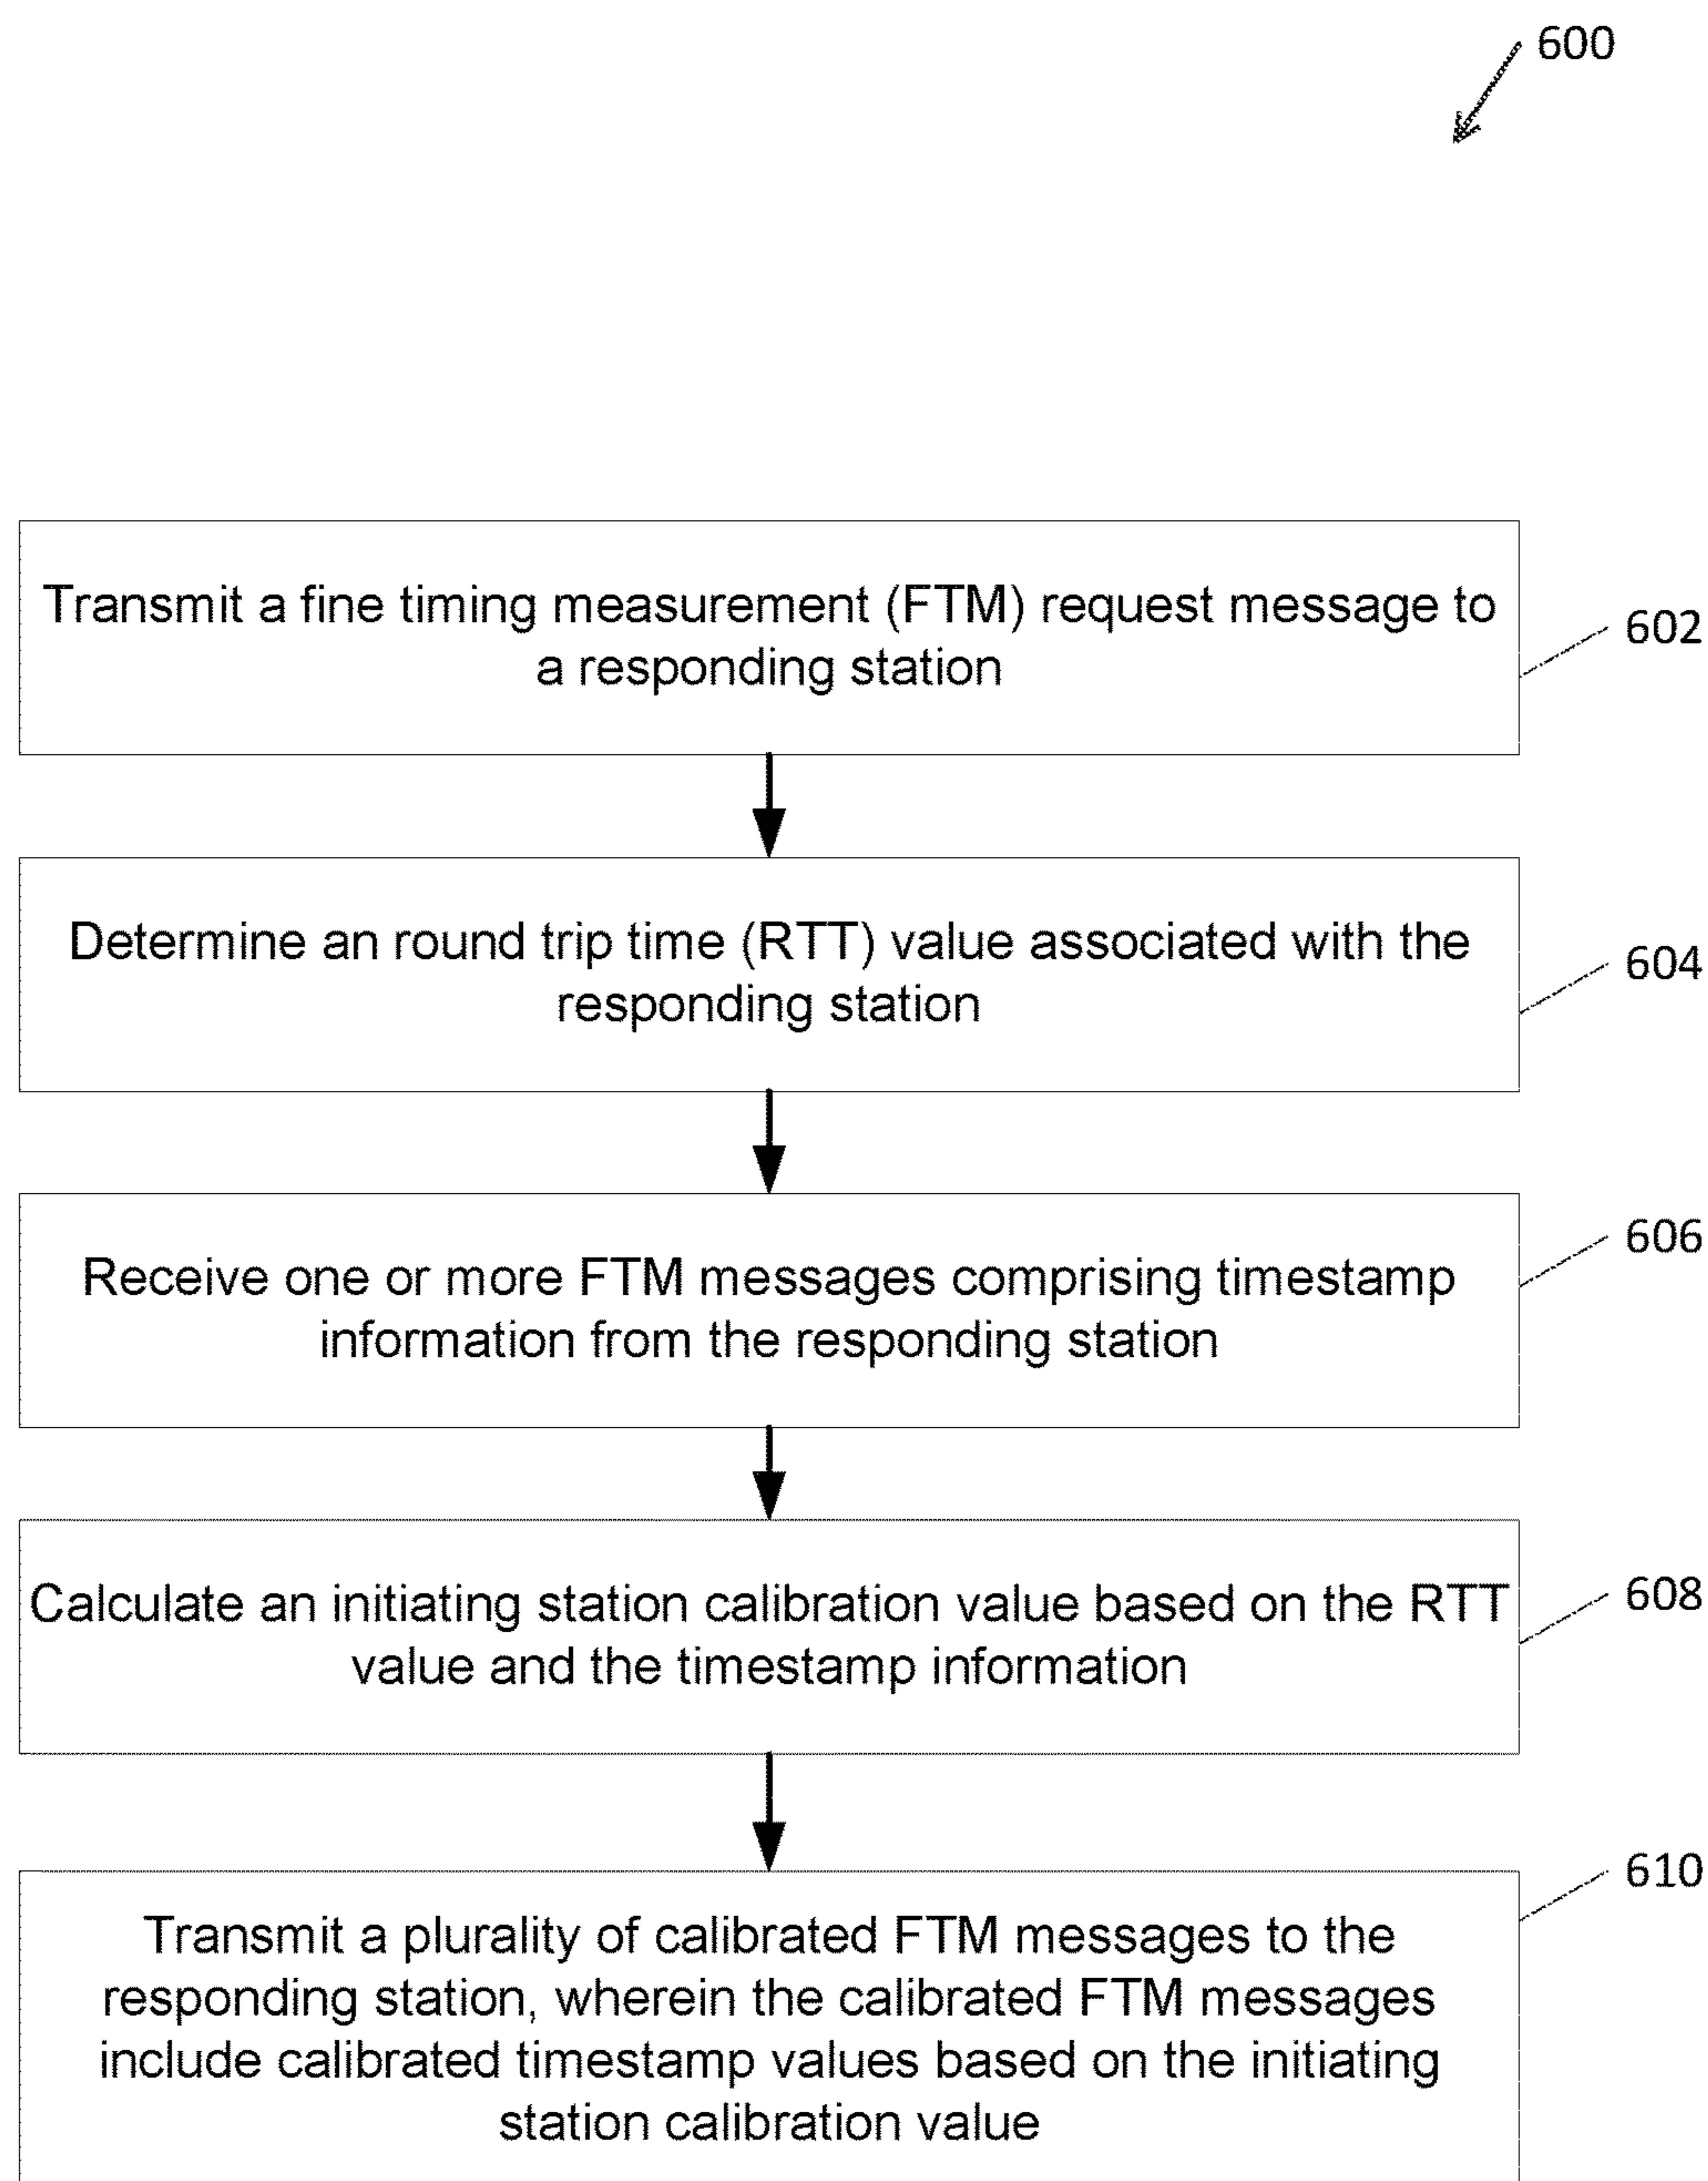 600
Transmit a fine timing measurement (FTM) request message to
a responding station
602
Determine an round trip time (RTT) value associated with the
responding station
604
Receive one or more FTM messages comprising timestamp
information from the responding station
606
Calculate an initiating station calibration value based on the RTT
value and the timestamp information
608
Transmit a plurality of calibrated FTM messages to the
responding station, wherein the calibrated FTM messages
include calibrated timestamp values based on the initiating
station calibration value
610